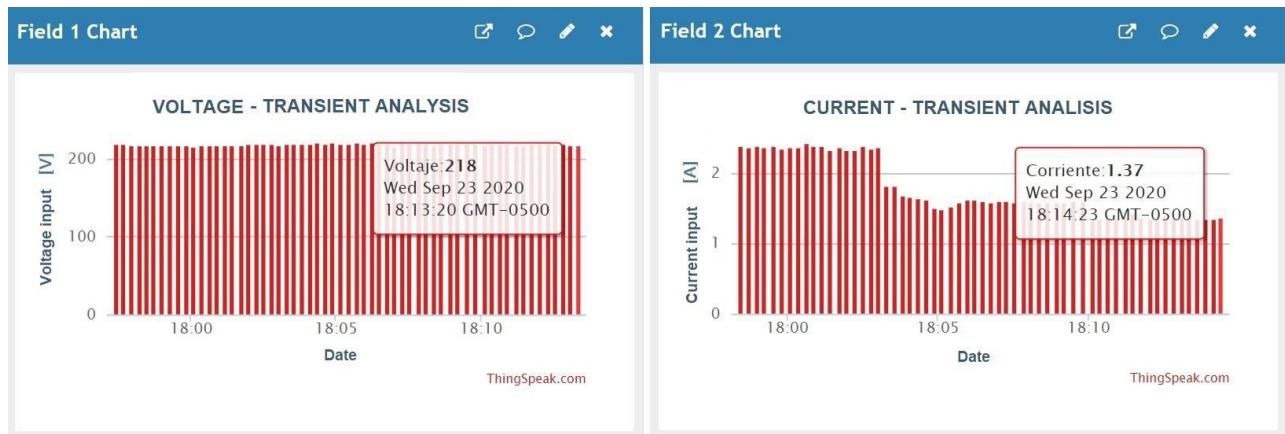 Field 1 Chart
VOLTAGE - TRANSIENT ANALYSIS
Voltage input [V]
200
100
0
Voltaje:218
Wed Sep 23 2020
18:13:20 GMT-0500
18:00 18:05 18:10
Date
ThingSpeak.com
Field 2 Chart
CURRENT - TRANSIENT ANALISIS
Current input [A]
2
1
0
Corriente:1.37
Wed Sep 23 2020
18:14:23 GMT-0500
18:00 18:05 18:10
Date
ThingSpeak.com